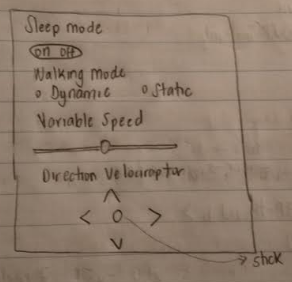 Sleep mode
on off
Walking mode
Dynamic Static
Variable Speed
Direction Velociraptor
stick